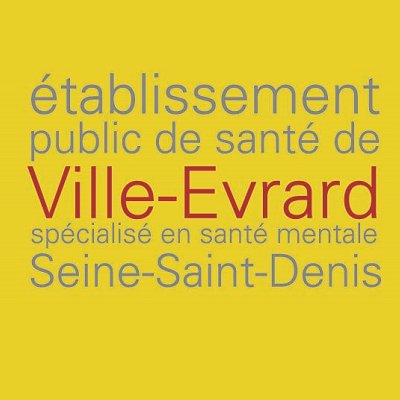 établissement
public de santé de
Ville-Evrard
spécialisé en santé mentale
Seine-Saint-Denis